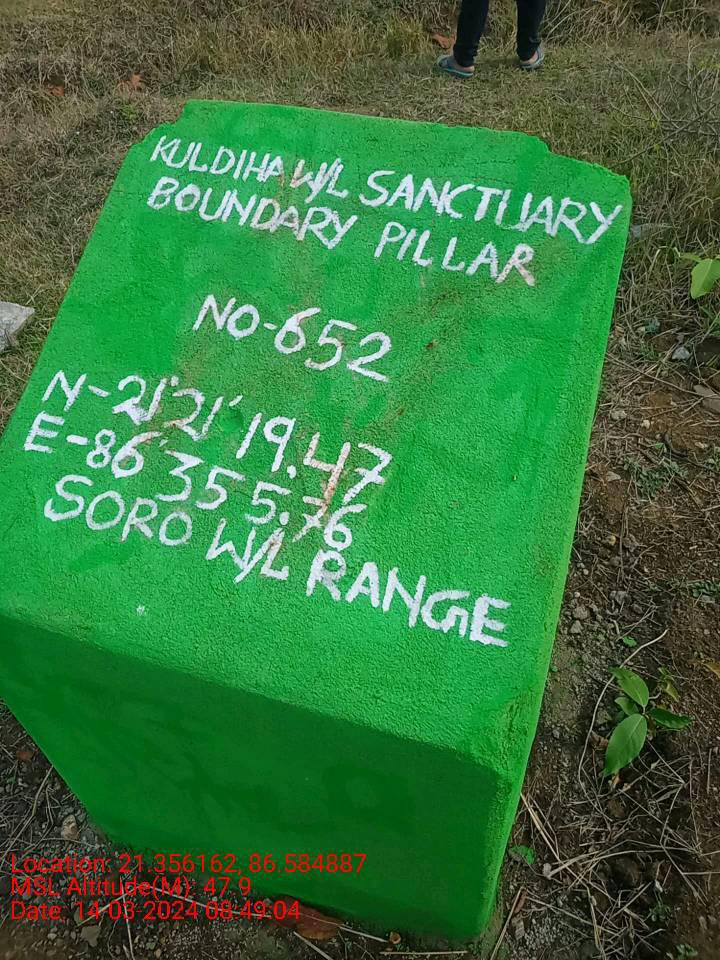 KULDIHA W/L SANCTUARY
BOUNDARY PILLAR
NO-652
N-21°21'19.47
E-86°35 5.76
SORO W/L RANGE
Location: 21.356162, 86.584887
MSL Altitude(M): 47.9
Date: 14-03-2024 08:49:04